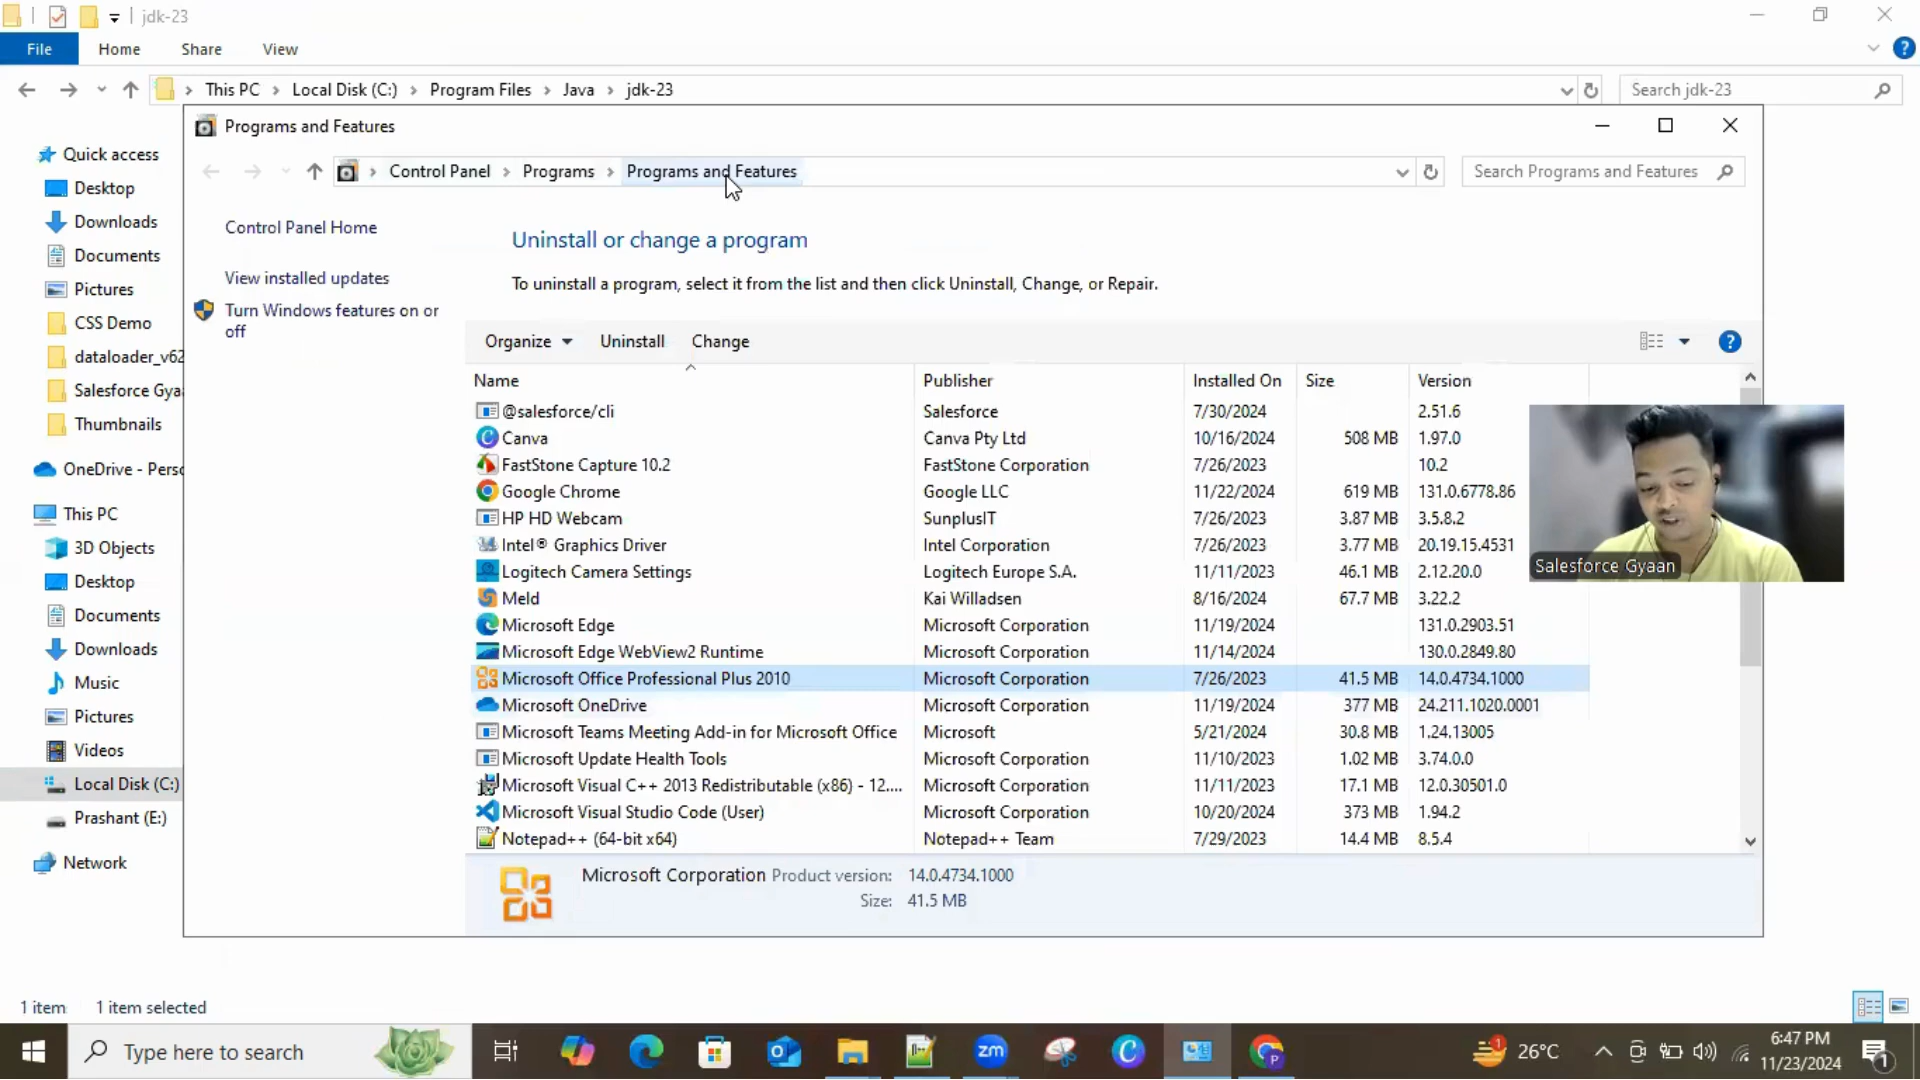 jdk-23
File Home Share View
This PC Local Disk (C:) Program Files Java jdk-23 Search jdk-23
Programs and Features
Control Panel Programs Programs and Features Search Programs and Features
Quick access
Desktop
Downloads
Documents
Pictures
CSS Demo
dataloader_v62
Salesforce Gyaa
Thumbnails
OneDrive - Perso
This PC
3D Objects
Desktop
Documents
Downloads
Music
Pictures
Videos
Local Disk (C:)
Prashant (E:)
Network
Control Panel Home
View installed updates
Turn Windows features on or
off
Uninstall or change a program
To uninstall a program, select it from the list and then click Uninstall, Change, or Repair.
Organize Uninstall Change
Name Publisher Installed On Size Version
@salesforce/cli Salesforce 7/30/2024 2.51.6
Canva Canva Pty Ltd 10/16/2024 508 MB 1.97.0
FastStone Capture 10.2 FastStone Corporation 7/26/2023 10.2
Google Chrome Google LLC 11/22/2024 619 MB 131.0.6778.86
HP HD Webcam SunplusIT 7/26/2023 3.87 MB 3.5.8.2
Intel® Graphics Driver Intel Corporation 7/26/2023 3.77 MB 20.19.15.4531
Logitech Camera Settings Logitech Europe S.A. 11/11/2023 46.1 MB 2.12.20.0
Meld Kai Willadsen 8/16/2024 67.7 MB 3.22.2
Microsoft Edge Microsoft Corporation 11/19/2024 131.0.2903.51
Microsoft Edge WebView2 Runtime Microsoft Corporation 11/14/2024 130.0.2849.80
Microsoft Office Professional Plus 2010 Microsoft Corporation 7/26/2023 41.5 MB 14.0.4734.1000
Microsoft OneDrive Microsoft Corporation 11/19/2024 377 MB 24.211.1020.0001
Microsoft Teams Meeting Add-in for Microsoft Office Microsoft 5/21/2024 30.8 MB 1.24.13005
Microsoft Update Health Tools Microsoft Corporation 11/10/2023 1.02 MB 3.74.0.0
Microsoft Visual C++ 2013 Redistributable (x86) - 12.... Microsoft Corporation 11/11/2023 17.1 MB 12.0.30501.0
Microsoft Visual Studio Code (User) Microsoft Corporation 10/20/2024 373 MB 1.94.2
Notepad++ (64-bit x64) Notepad++ Team 7/29/2023 14.4 MB 8.5.4
Salesforce Gyaan
Microsoft Corporation Product version: 14.0.4734.1000
Size: 41.5 MB
1 item 1 item selected
Type here to search
zm
26°C
6:47 PM
11/23/2024